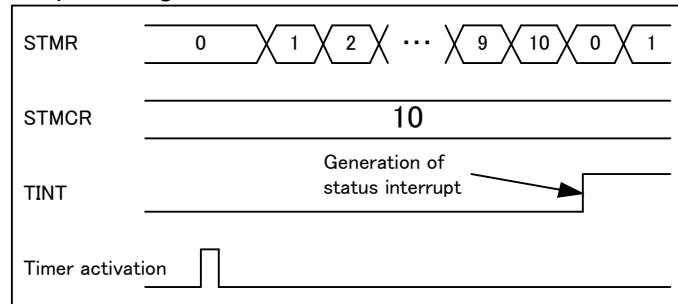 STMR 0 1 2 ... 9 10 0 1
STMCR 10
Generation of
status interrupt
TINT
Timer activation